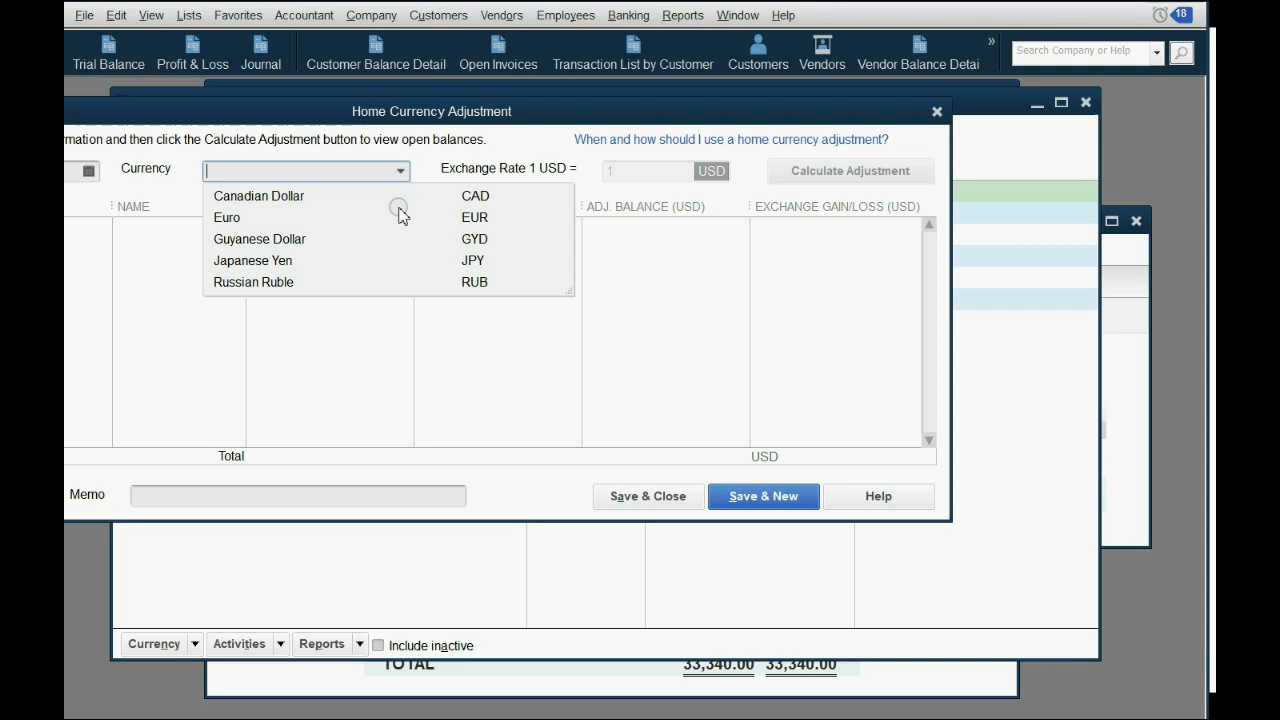 File Edit View Lists Favorites Accountant Company Customers Vendors Employees Banking Reports Window Help 18
Trial Balance Profit & Loss Journal Customer Balance Detail Open Invoices Transaction List by Customer Customers Vendors Vendor Balance Detai » Search Company or Help
Home Currency Adjustment
mation and then click the Calculate Adjustment button to view open balances. When and how should I use a home currency adjustment?
Currency Exchange Rate 1 USD = 1 USD Calculate Adjustment
NAME ADJ. BALANCE (USD) EXCHANGE GAIN/LOSS (USD)
Canadian Dollar CAD
Euro EUR
Guyanese Dollar GYD
Japanese Yen JPY
Russian Ruble RUB
Total USD
Memo Save & Close Save & New Help
Currency Activities Reports Include inactive
TOTAL 33,340.00 33,340.00